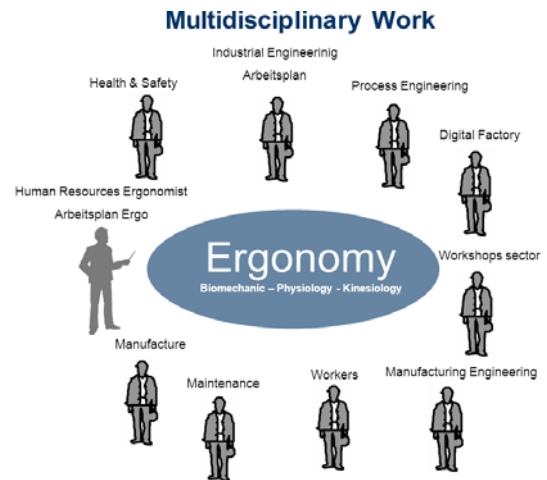 Multidisciplinary Work
Industrial Engineerinig
Arbeitsplan
Health & Safety
Process Engineering
Digital Factory
Human Resources Ergonomist
Arbeitsplan Ergo
Ergonomy
Biomechanic – Physiology - Kinesiology
Workshops sector
Manufacture
Maintenance
Workers
Manufacturing Engineering